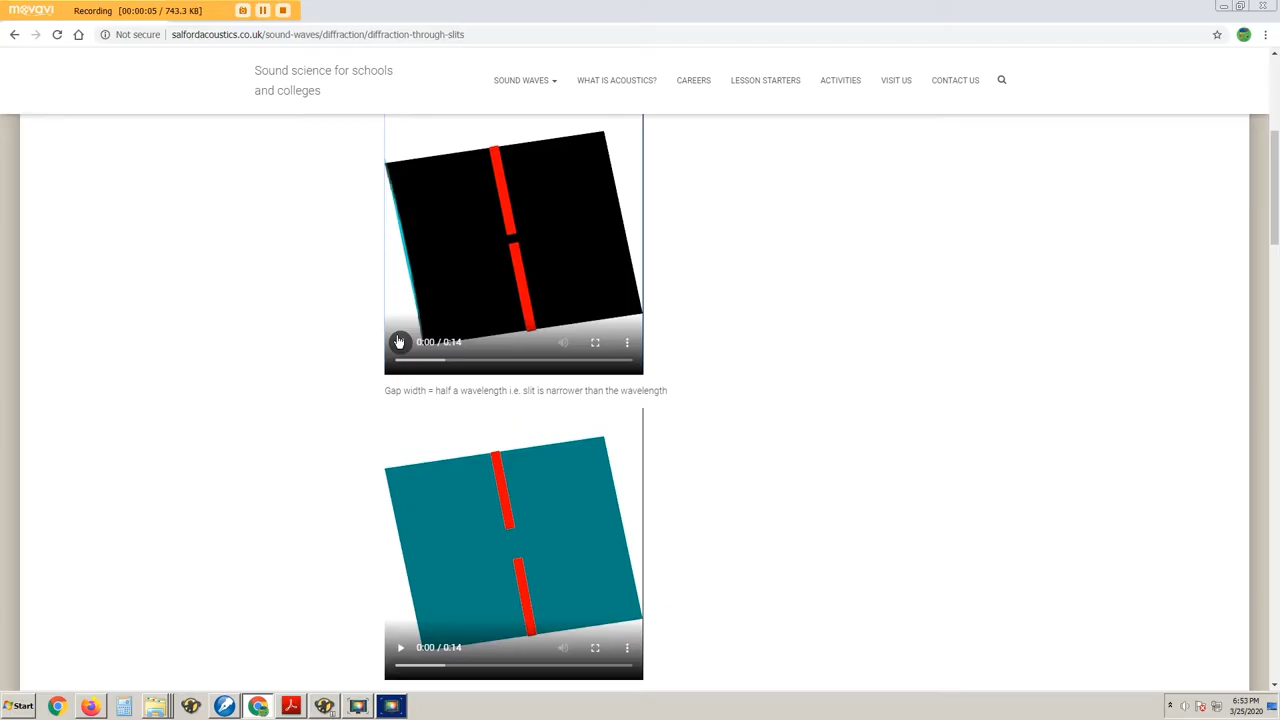 movavi
Recording [00:00:05 / 743.3 KB]
Not secure salfordacoustics.co.uk/sound-waves/diffraction/diffraction-through-slits
Sound science for schools
and colleges
SOUND WAVES WHAT IS ACOUSTICS? CAREERS LESSON STARTERS ACTIVITIES VISIT US CONTACT US
0:00 / 0:14
Gap width = half a wavelength i.e. slit is narrower than the wavelength
0:00 / 0:14
Start
6:53 PM
3/25/2020